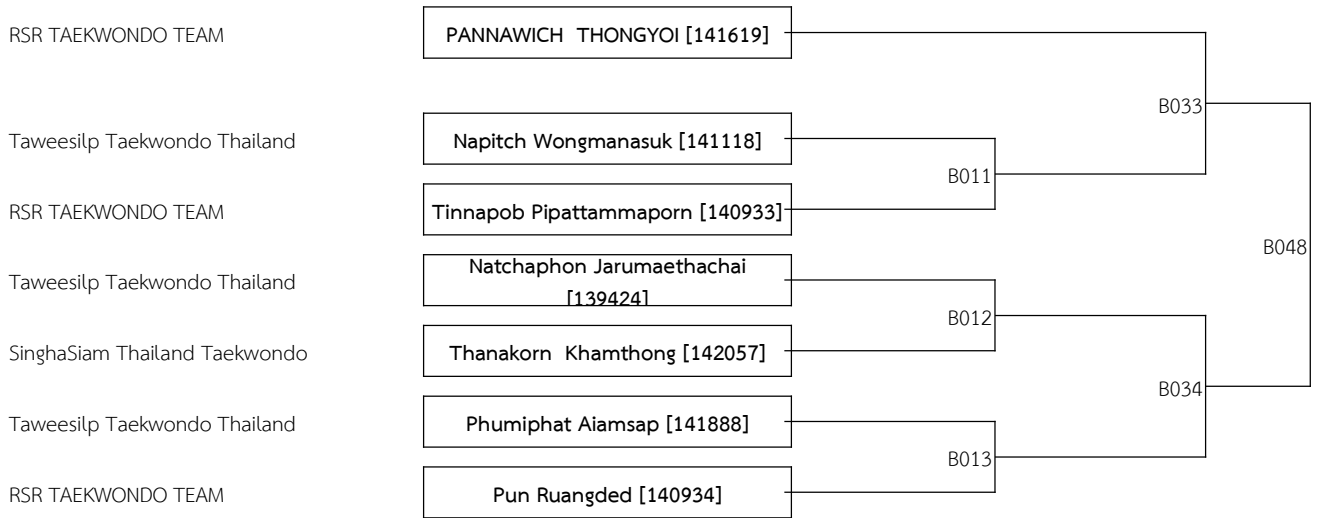 RSR TAEKWONDO TEAM
PANNAWICH THONGYOI [141619]
B033
Taweesilp Taekwondo Thailand
Napitch Wongmanasuk [141118]
B011
RSR TAEKWONDO TEAM
Tinnapob Pipattammaporn [140933]
B048
Taweesilp Taekwondo Thailand
Natchaphon Jarumaethachai
[139424]
B012
SinghaSiam Thailand Taekwondo
Thanakorn Khamthong [142057]
B034
Taweesilp Taekwondo Thailand
Phumiphat Aiamsap [141888]
B013
RSR TAEKWONDO TEAM
Pun Ruangded [140934]